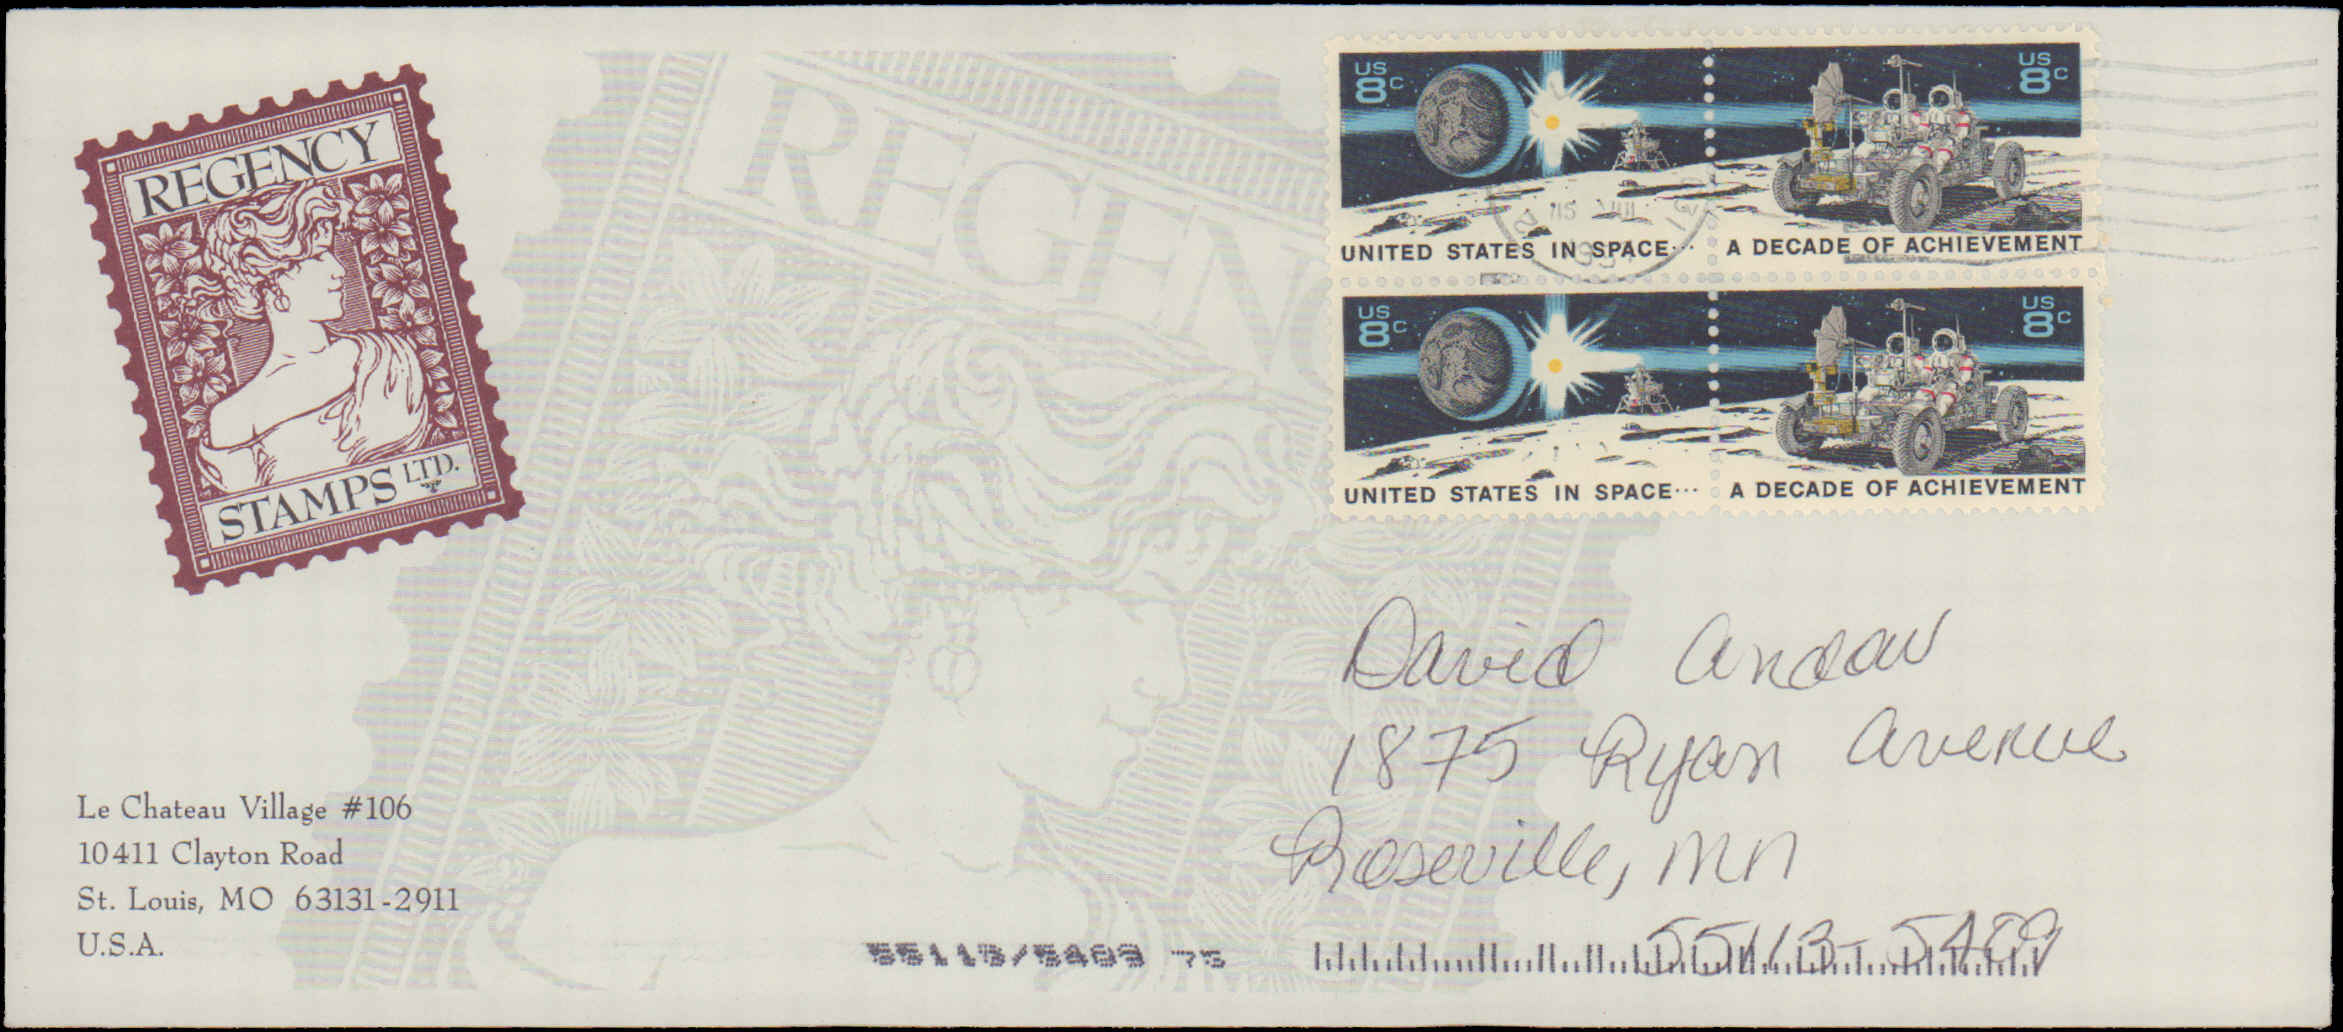 REGENCY
STAMPS LTD.
REGENC
US 8c
US 8c
UNITED STATES IN SPACE··· A DECADE OF ACHIEVEMENT
US 8c
US 8c
UNITED STATES IN SPACE··· A DECADE OF ACHIEVEMENT
David
1875 Ryan Avenue
Roseville, MN
55113-5409
Le Chateau Village #106
10411 Clayton Road
St. Louis, MO 63131-2911
U.S.A.
55113/5409 75